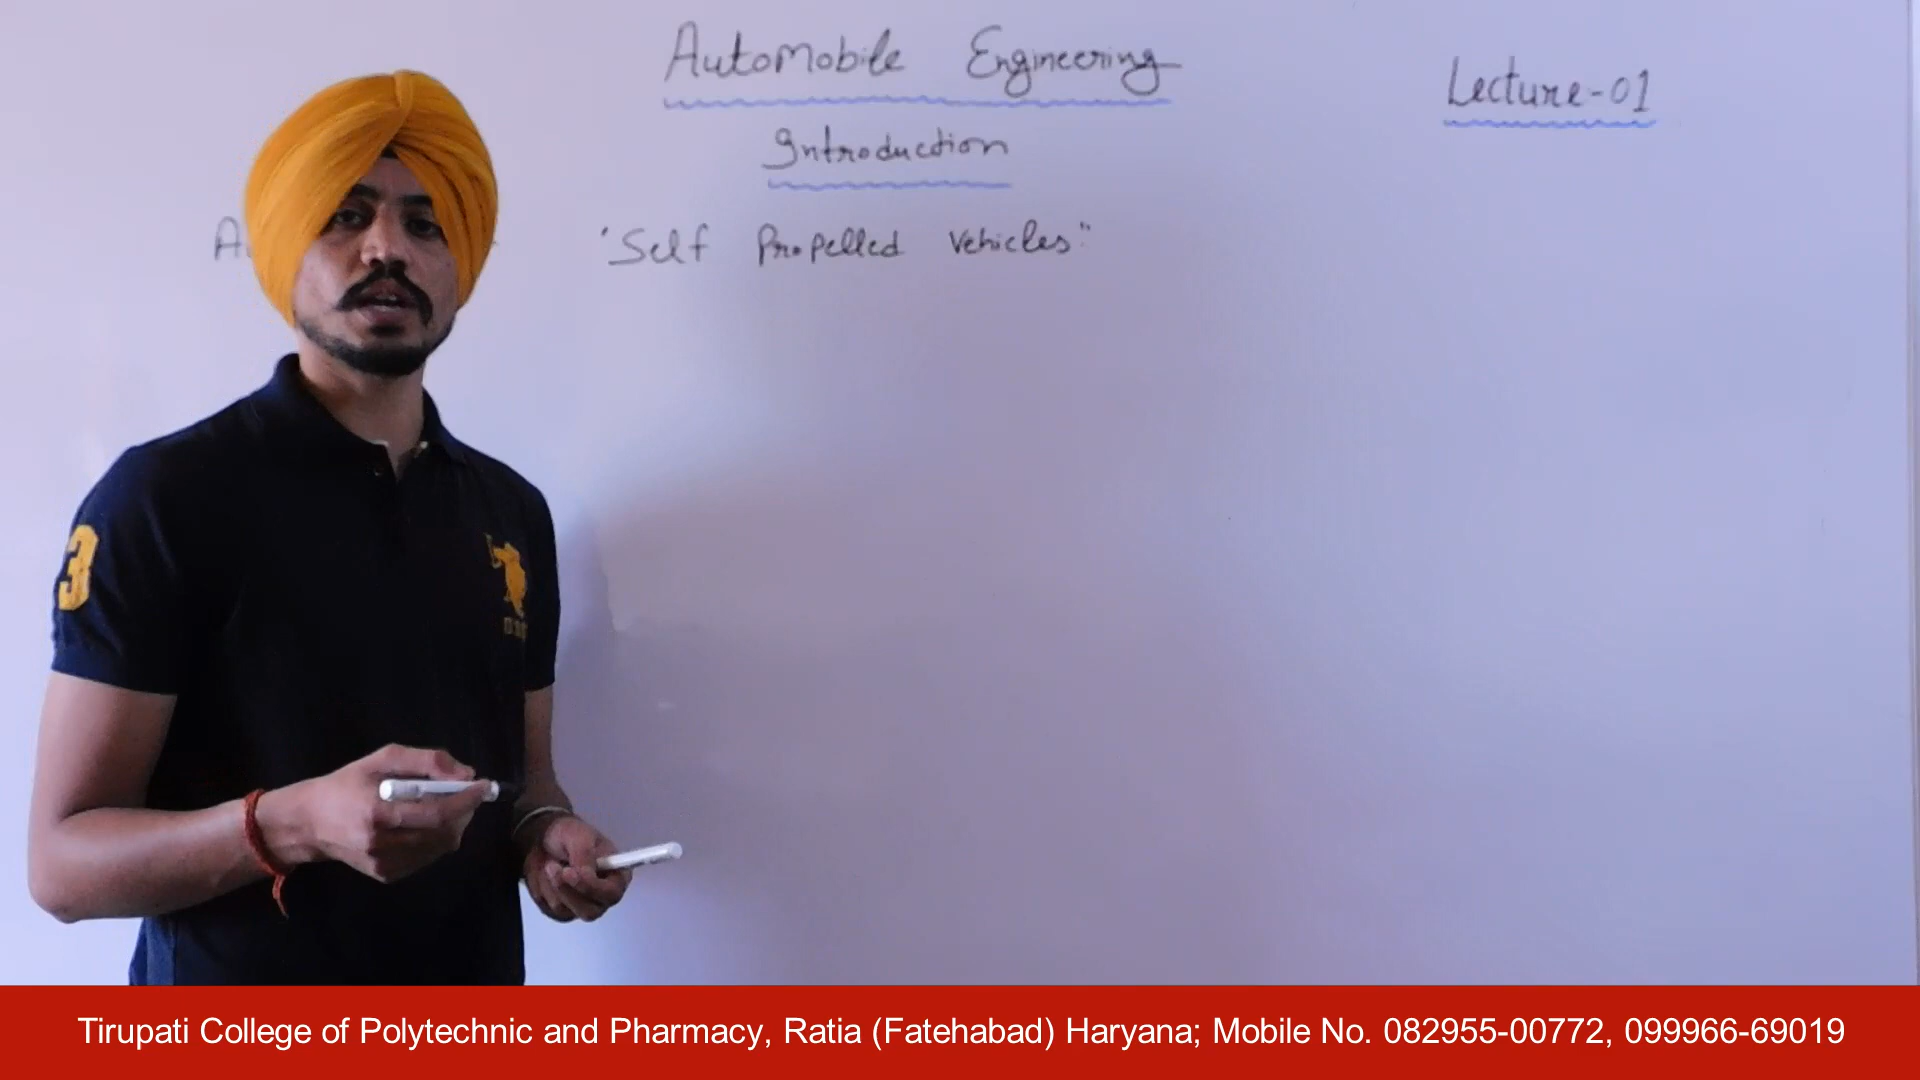 Automobile Engineering
Lecture-01
Introduction
"Self Propelled Vehicles"
3
Tirupati College of Polytechnic and Pharmacy, Ratia (Fatehabad) Haryana; Mobile No. 082955-00772, 099966-69019